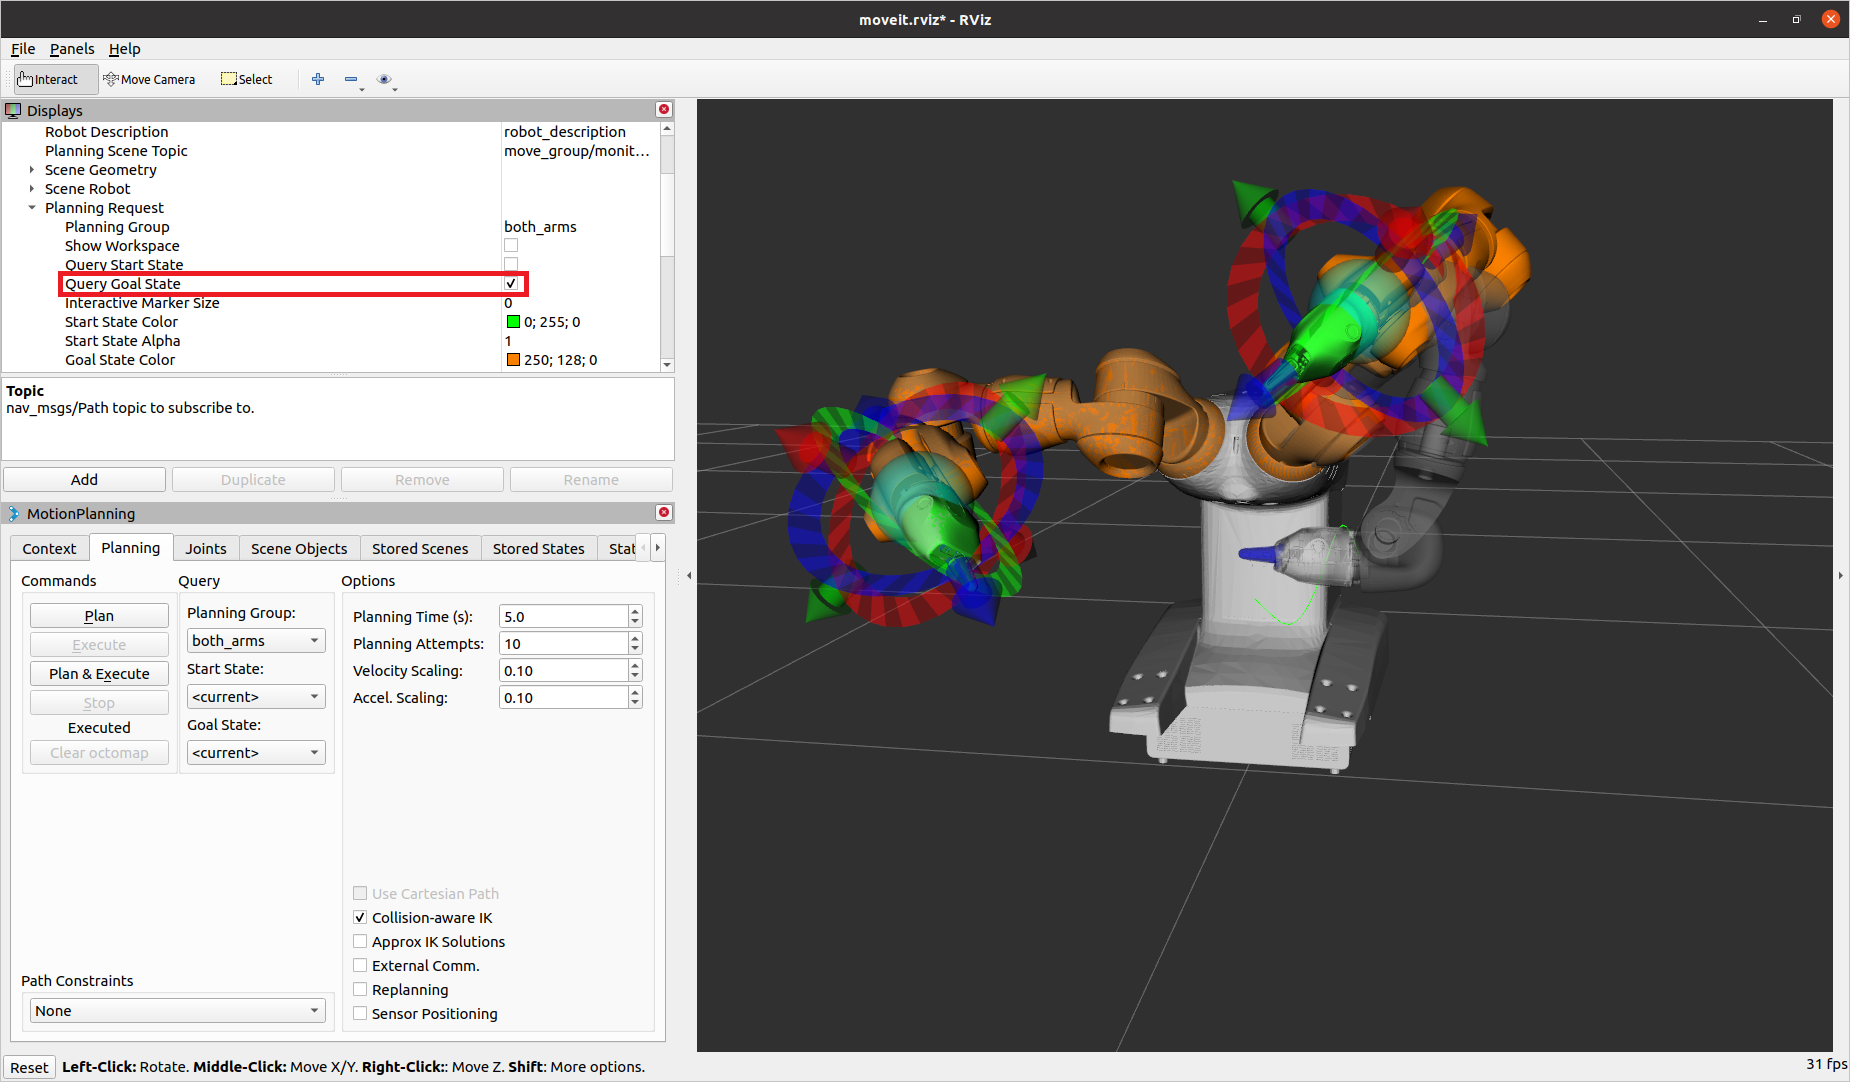 moveit.rviz* - RViz
File Panels Help
Interact Move Camera Select
Displays
Robot Description robot_description
Planning Scene Topic move_group/monit...
Scene Geometry
Scene Robot
Planning Request
Planning Group both_arms
Show Workspace
Query Start State
Query Goal State
Interactive Marker Size 0
Start State Color 0; 255; 0
Start State Alpha 1
Goal State Color 250; 128; 0
Topic
nav_msgs/Path topic to subscribe to.
Add Duplicate Remove Rename
MotionPlanning
Context Planning Joints Scene Objects Stored Scenes Stored States Stat
Commands Query Options
Plan
Execute
Plan & Execute
Stop
Executed
Clear octomap
Planning Group:
both_arms
Start State:
<current>
Goal State:
<current>
Planning Time (s): 5.0
Planning Attempts: 10
Velocity Scaling: 0.10
Accel. Scaling: 0.10
Use Cartesian Path
Collision-aware IK
Approx IK Solutions
External Comm.
Replanning
Sensor Positioning
Path Constraints
None
Reset Left-Click: Rotate. Middle-Click: Move X/Y. Right-Click:: Move Z. Shift: More options. 31 fps